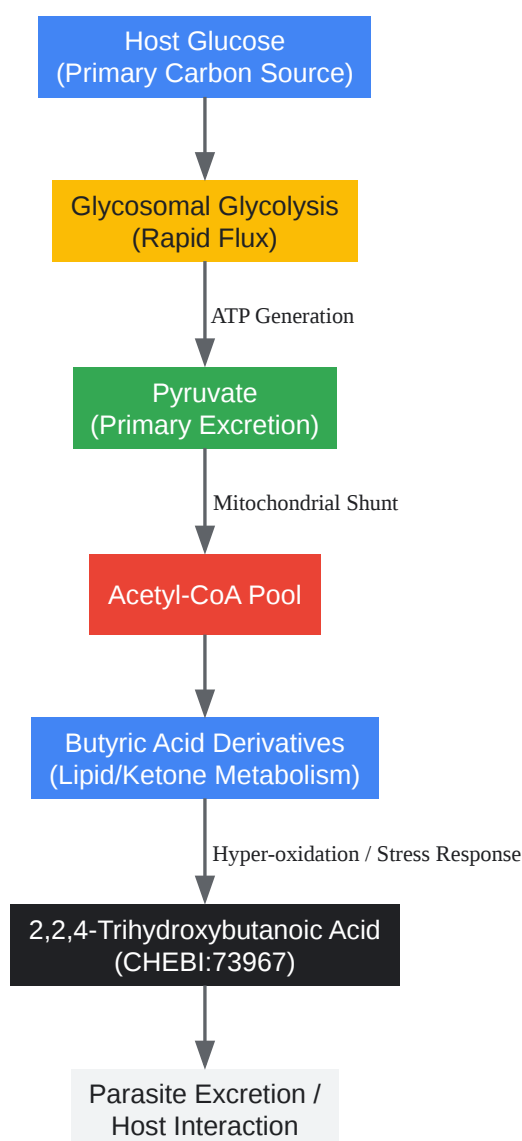 Host Glucose
(Primary Carbon Source)
Glycosomal Glycolysis
(Rapid Flux)
ATP Generation
Pyruvate
(Primary Excretion)
Mitochondrial Shunt
Acetyl-CoA Pool
Butyric Acid Derivatives
(Lipid/Ketone Metabolism)
Hyper-oxidation / Stress Response
2,2,4-Trihydroxybutanoic Acid
(CHEBI:73967)
Parasite Excretion /
Host Interaction